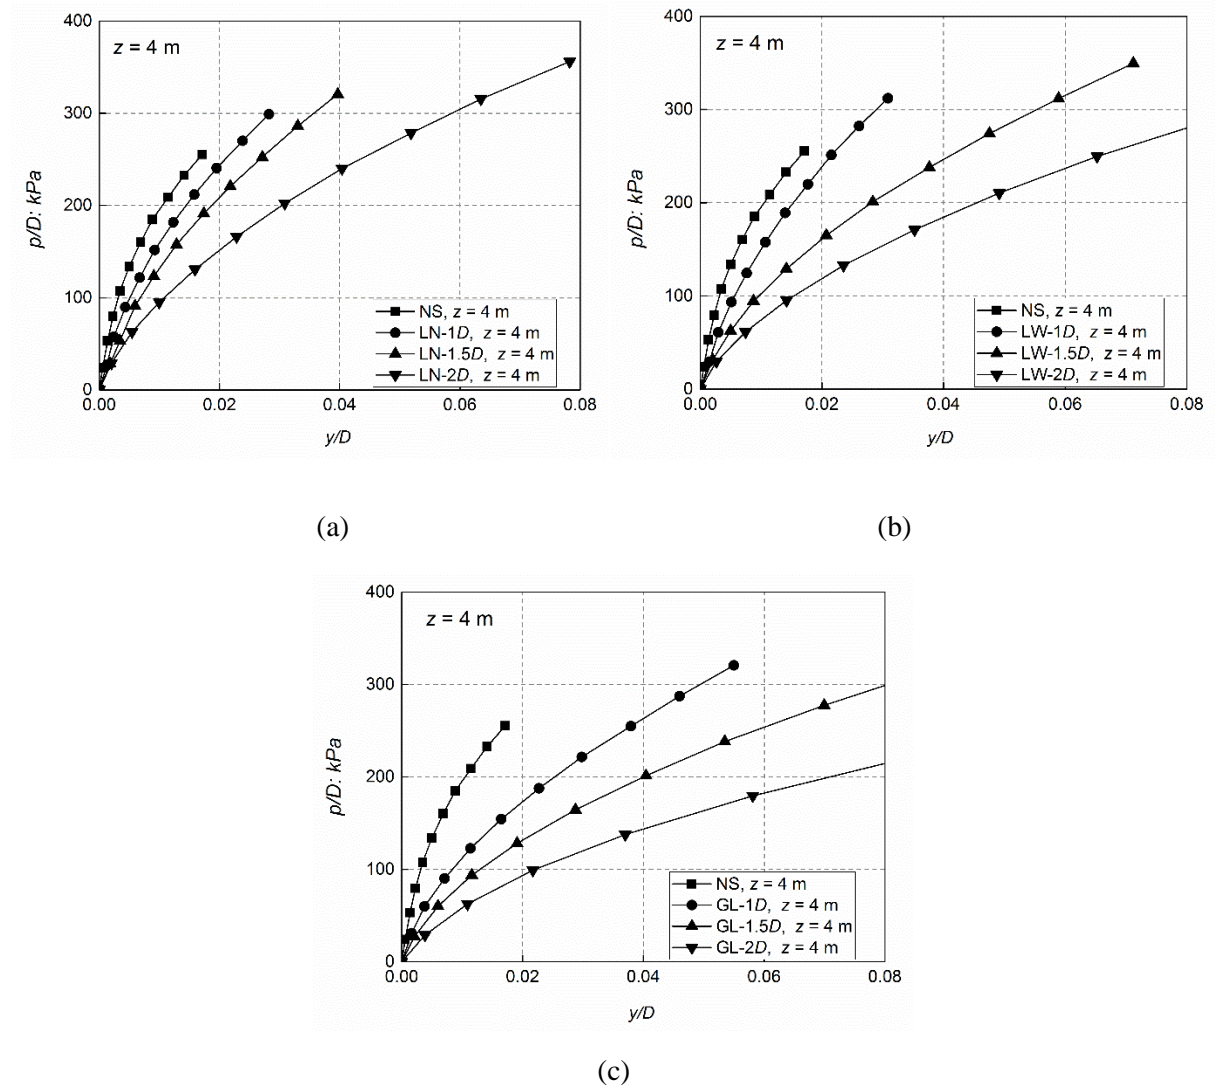 400
300
200
100
0
p/D: kPa
z = 4 m
NS, z = 4 m
LN-1D, z = 4 m
LN-1.5D, z = 4 m
LN-2D, z = 4 m
0.00 0.02 0.04 0.06 0.08
y/D
(a)
400
300
200
100
0
p/D: kPa
z = 4 m
NS, z = 4 m
LW-1D, z = 4 m
LW-1.5D, z = 4 m
LW-2D, z = 4 m
0.00 0.02 0.04 0.06 0.08
y/D
(b)
400
300
200
100
0
p/D: kPa
z = 4 m
NS, z = 4 m
GL-1D, z = 4 m
GL-1.5D, z = 4 m
GL-2D, z = 4 m
0.00 0.02 0.04 0.06 0.08
y/D
(c)